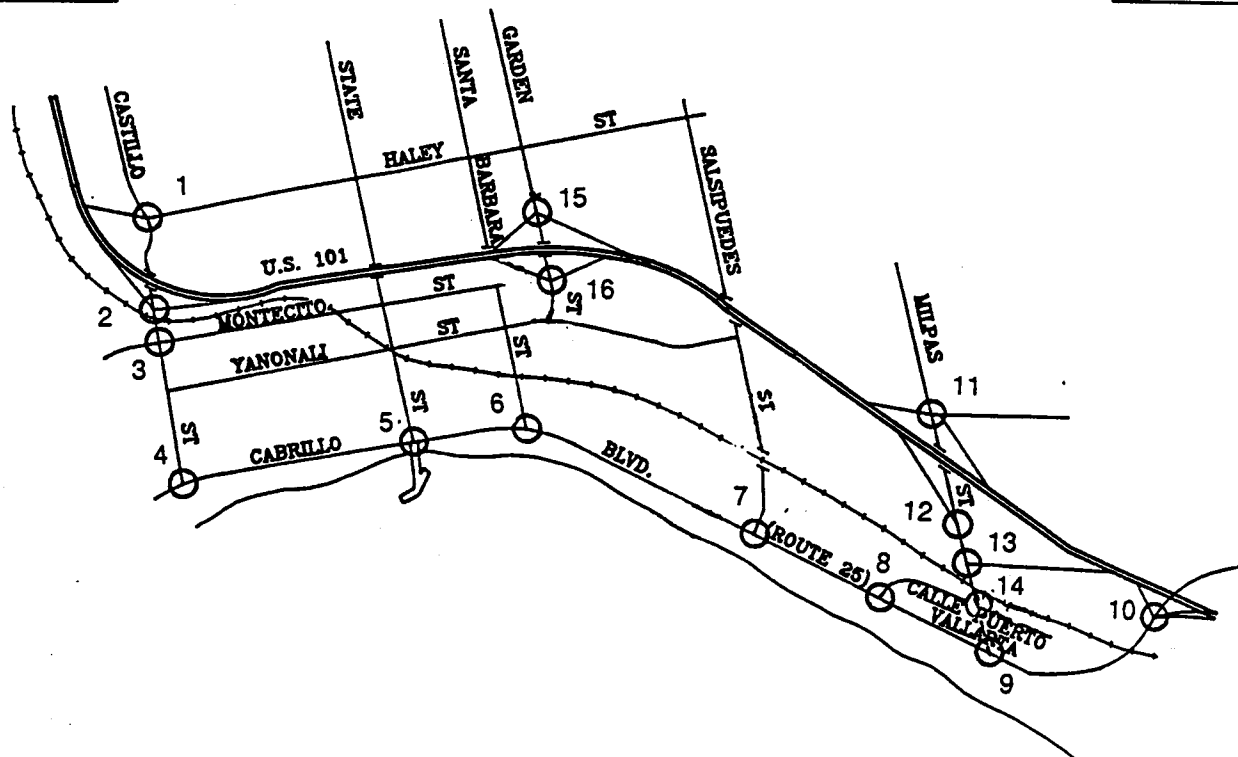 CASTILLO
STATE
SANTA
GARDEN
HALEY
ST
BARBARA
SALSIPUEDES
1
15
U.S. 101
ST
16
ST
2
MONTECITO
3
YANONALI
ST
ST
MILPAS
11
ST
ST
ST
5
6
4
CABRILLO
BLVD.
7
12
ST
13
(ROUTE 25)
8
14
CALLE PUERTO
VALLARTA
10
9